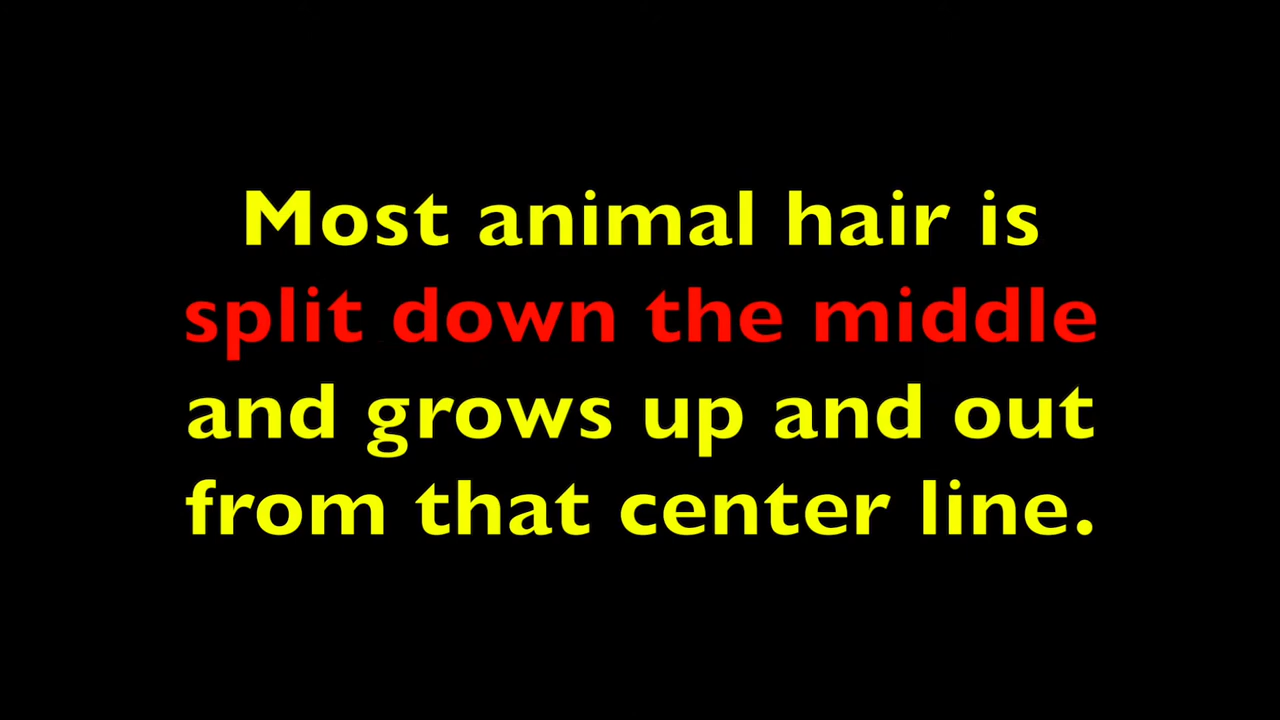 Most animal hair is
split down the middle
and grows up and out
from that center line.